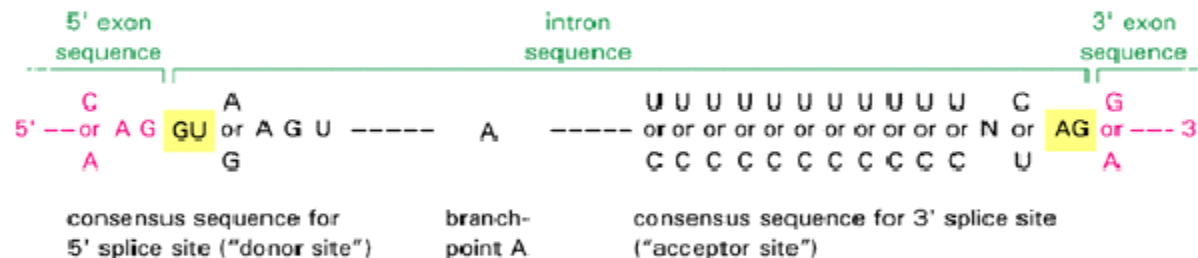 5' exon intron 3' exon
sequence sequence sequence
C A U U U U U U U U U U U C G
5' -- or A G GU or A G U ----- A ----- or or or or or or or or or or or N or AG or --- 3
A G C C C C C C C C C C C U A
consensus sequence for branch- consensus sequence for 3' splice site
5' splice site ("donor site") point A ("acceptor site")